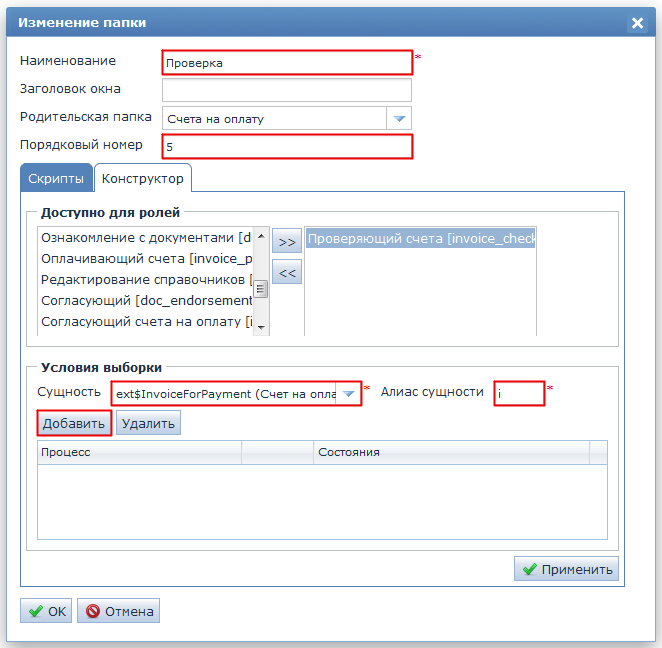 Изменение папки
Наименование Проверка *
Заголовок окна
Родительская папка Счета на оплату
Порядковый номер 5
Скрипты Конструктор
Доступно для ролей
Ознакомление с документами [d
Оплачивающий счета [invoice_p
Редактирование справочников [
Согласующий [doc_endorsement
Согласующий счета на оплату [i
>>
<<
Проверяющий счета [invoice_check
Условия выборки
Сущность ext$InvoiceForPayment (Счет на опла * Алиас сущности i *
Добавить Удалить
Процесс Состояния
Применить
OK Отмена